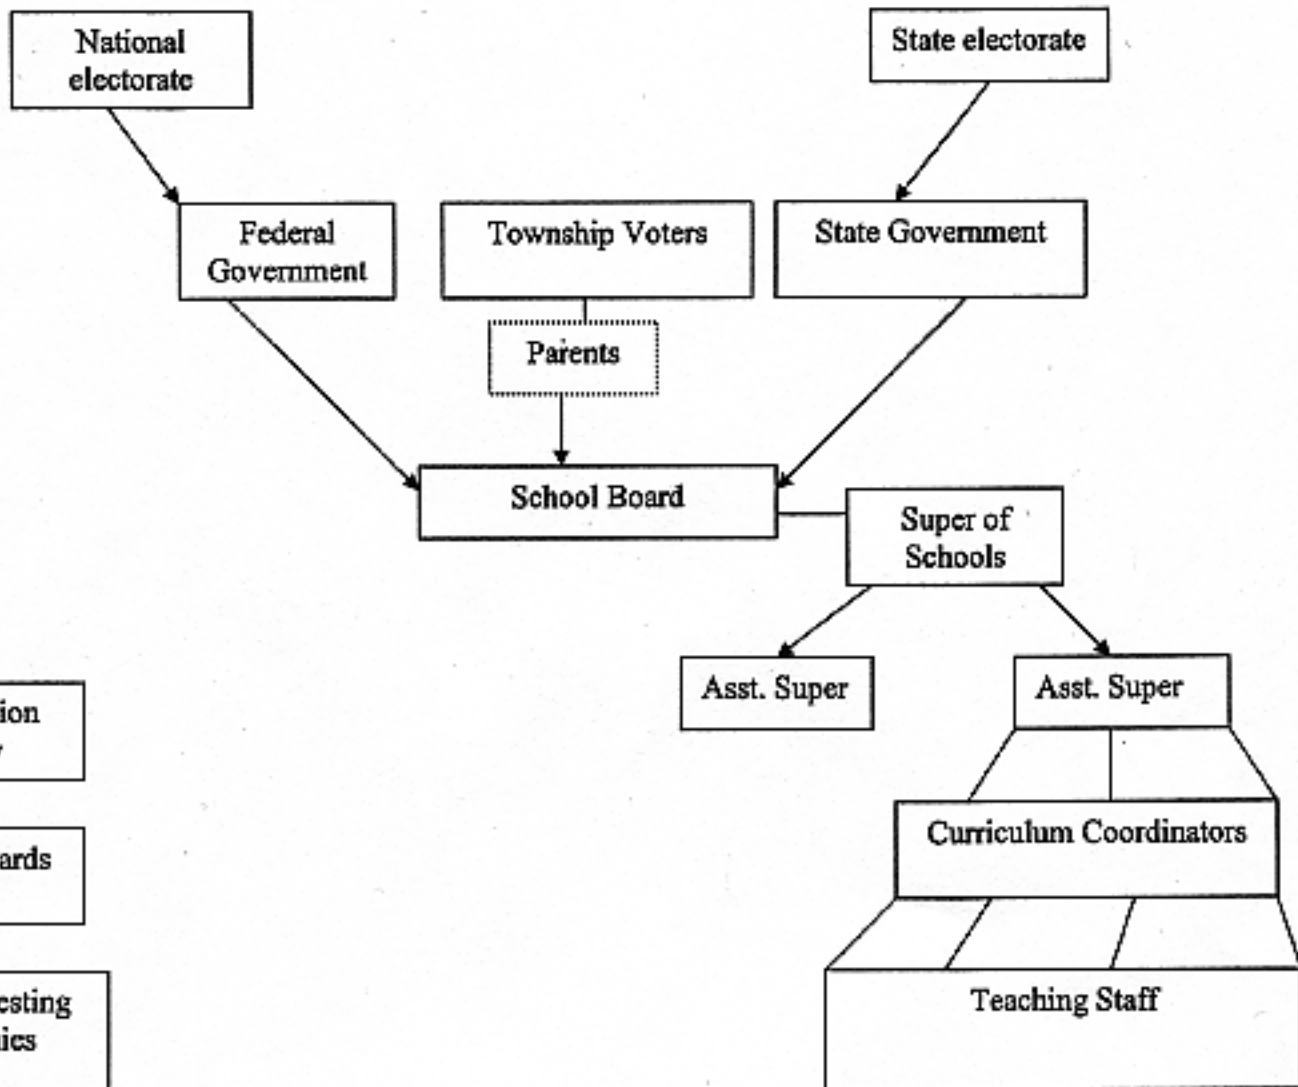 National
electorate
State electorate
Federal
Government
Township Voters
State Government
Parents
School Board
Super of
Schools
Asst. Super
Asst. Super
Curriculum Coordinators
Teaching Staff